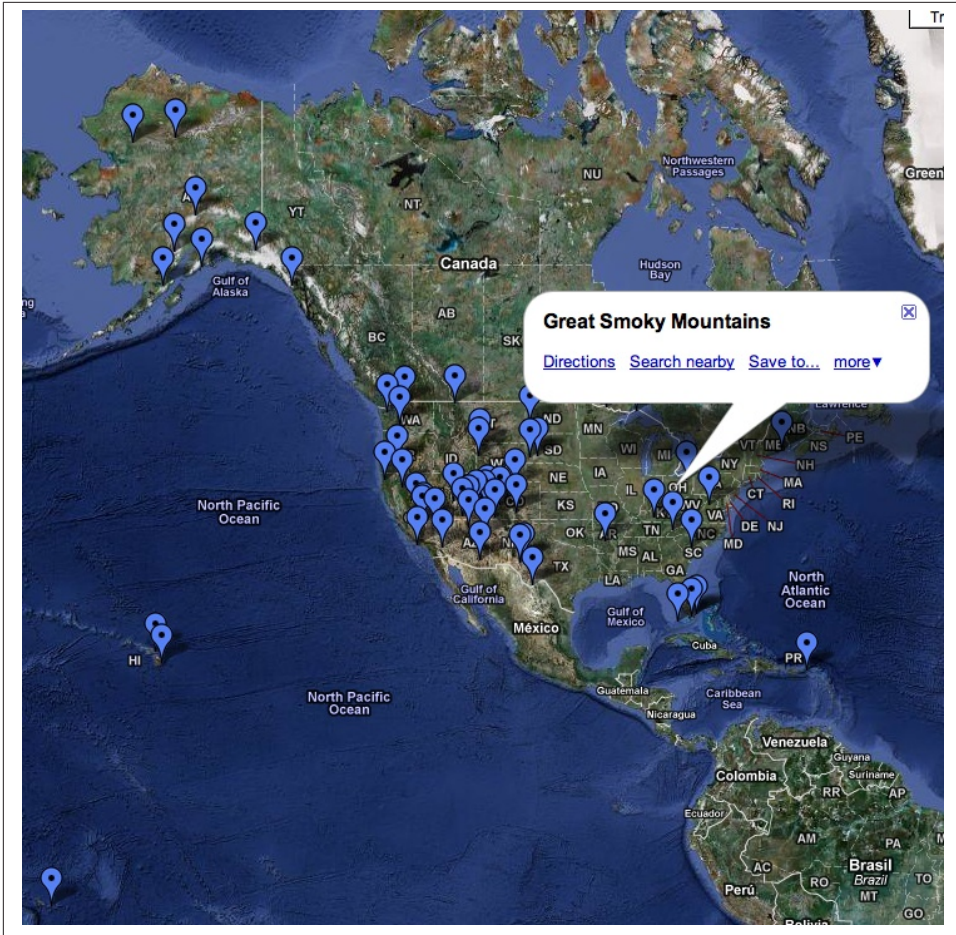 Tr
Northwestern
Passages
NU
Green
A
YT
NT
Canada
Hudson
Bay
Gulf of
Alaska
ng
a
AB
BC
SK
Great Smoky Mountains
Directions Search nearby Save to... more▼
Lawrence
WA
T
ND
MN
WI
MI
VT
ME
NB
PE
NS
ID
W
SD
NY
NH
IA
NE
IL
OH
A
MA
CT
RI
CO
KS
K
WV
VA
DE
NJ
North Pacific
Ocean
OK
AR
TN
NC
MD
A
N
MS
AL
SC
TX
LA
GA
Gulf of
California
Gulf of
Mexico
North
Atlantic
Ocean
México
Cuba
HI
PR
North Pacific
Ocean
Guatemala
Caribbean
Sea
Nicaragua
Venezuela
Guyana
Colombia
Suriname
RR
AP
Ecuador
AM
PA
M
AC
Brasil
Brazil
TO
Perú
RO
MT
GO
Bolivia